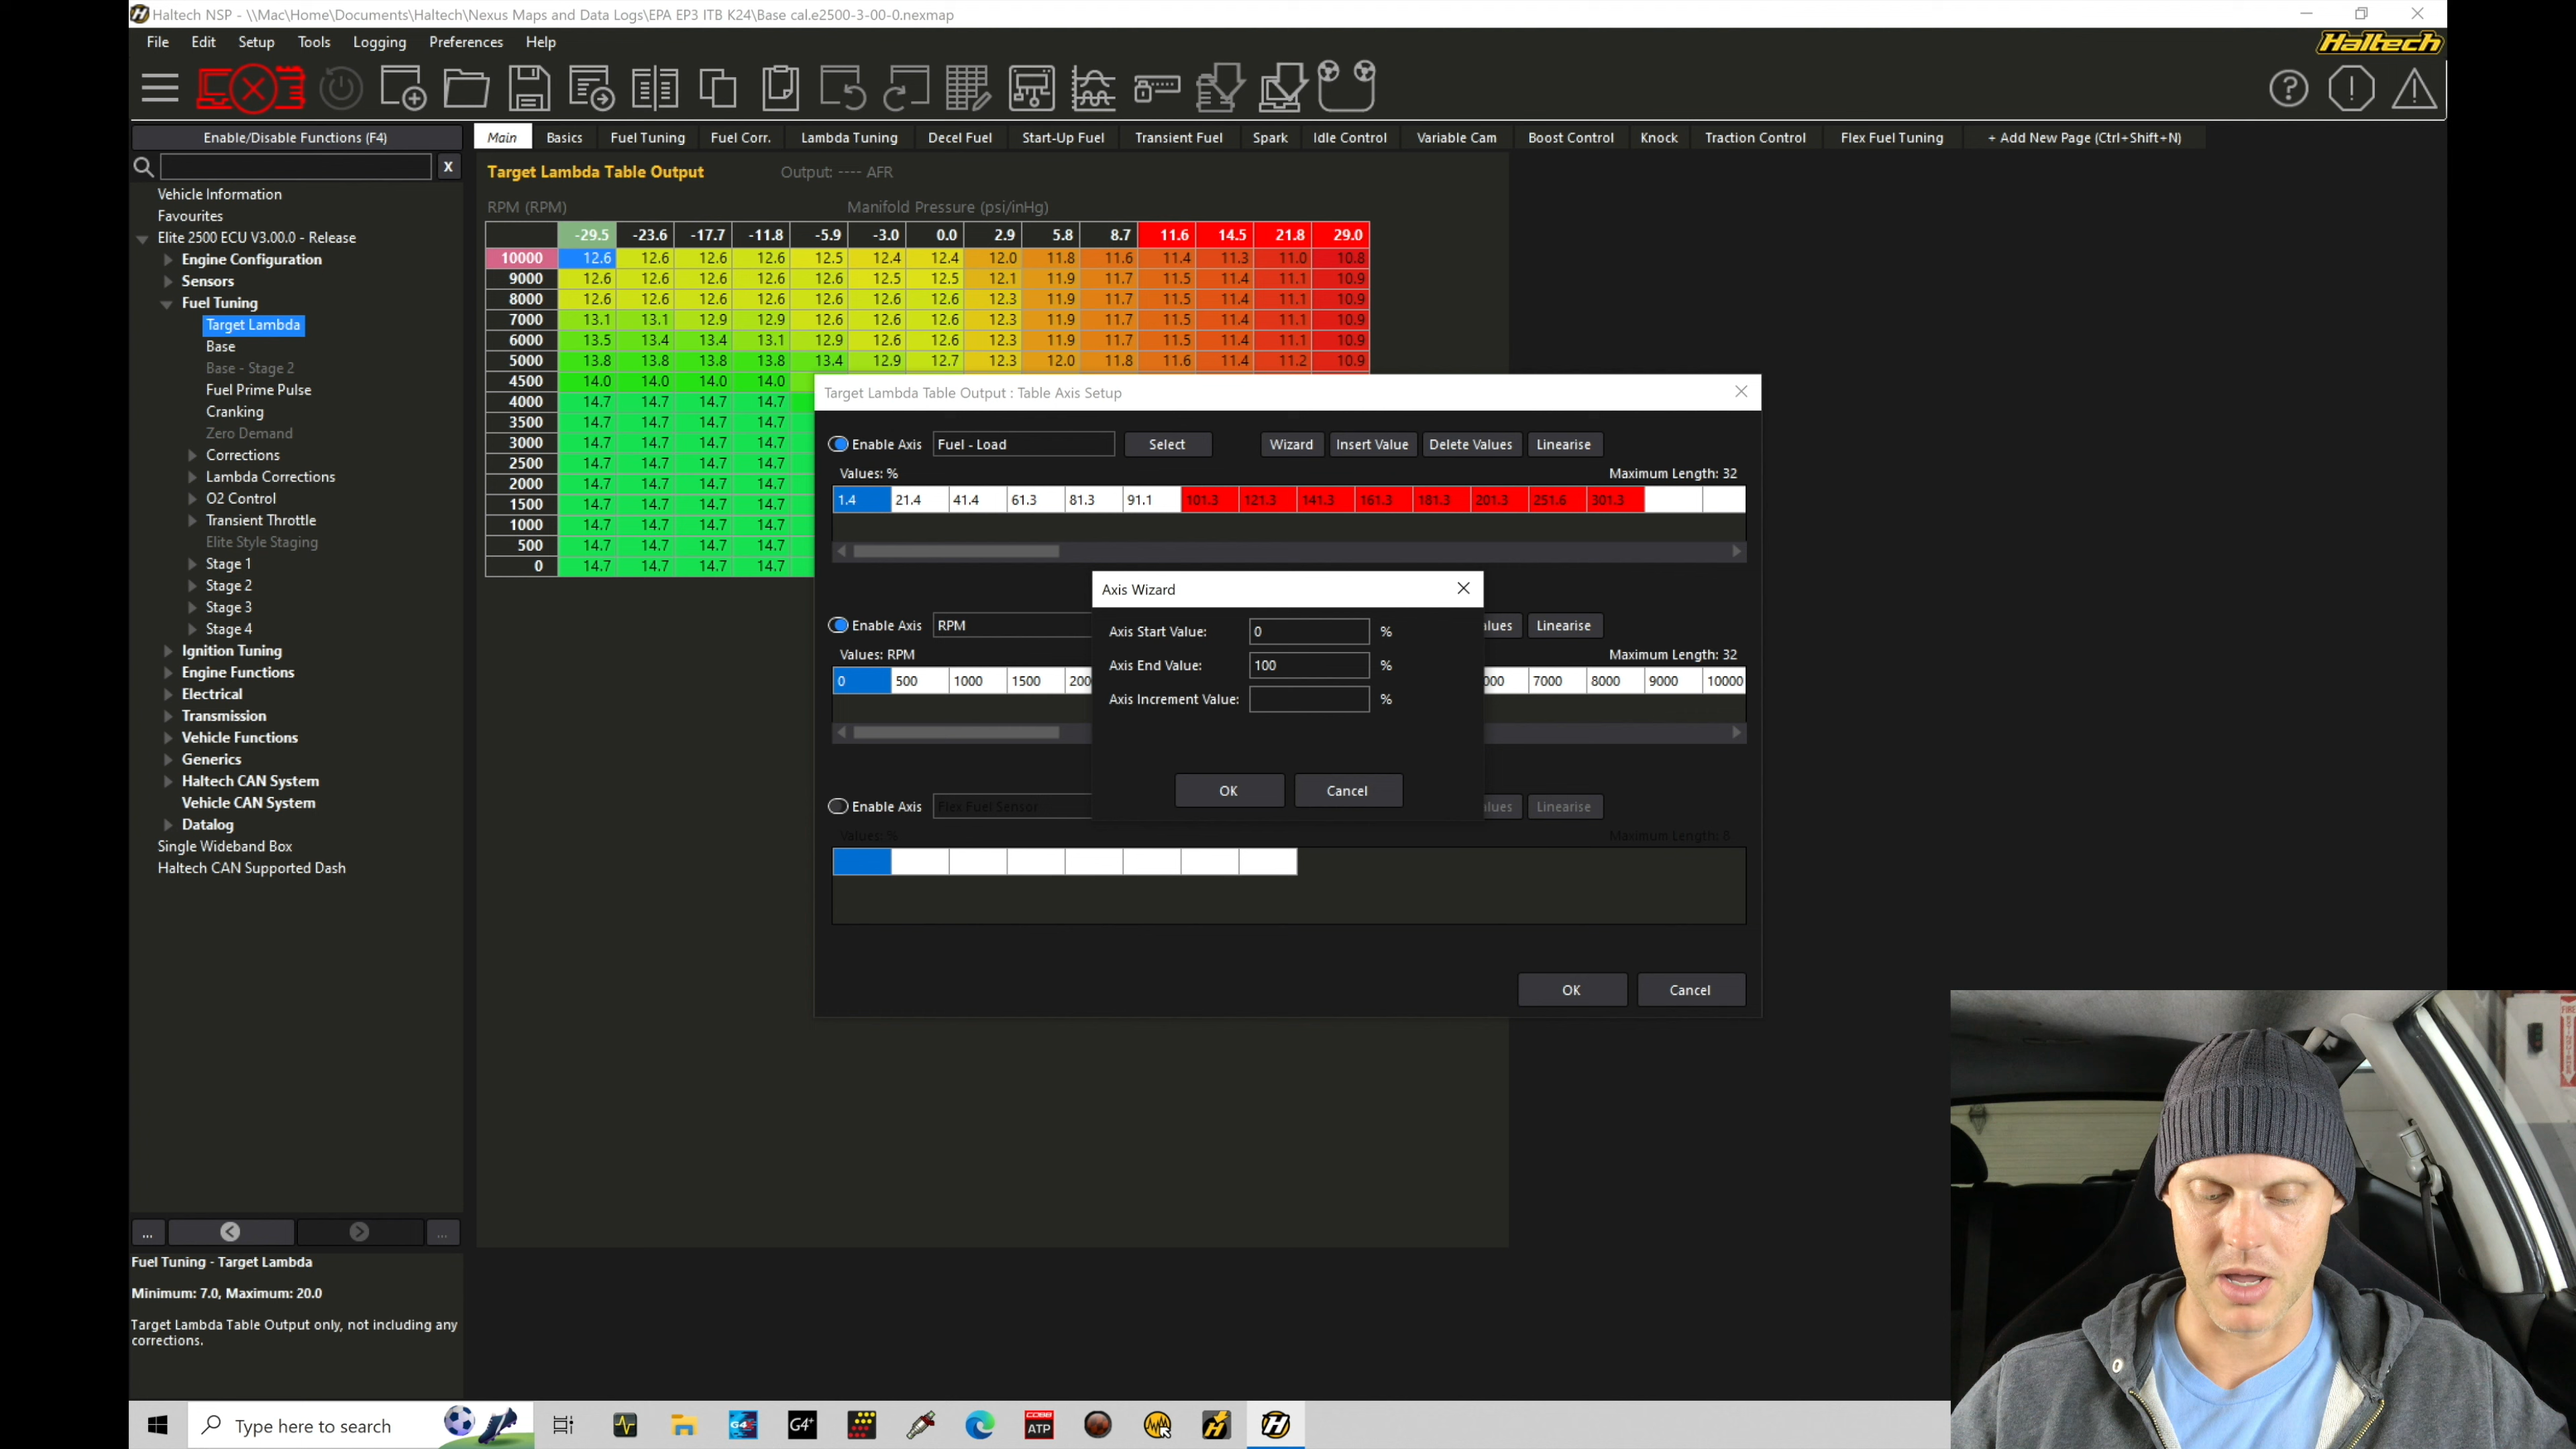 Haltech NSP - \\Mac\Home\Documents\Haltech\Nexus Maps and Data Logs\EPA EP3 ITB K24\Base cal.e2500-3-00-0.nexmap
File Edit Setup Tools Logging Preferences Help
Haltech
Enable/Disable Functions (F4)
Main Basics Fuel Tuning Fuel Corr. Lambda Tuning Decel Fuel Start-Up Fuel Transient Fuel Spark Idle Control Variable Cam Boost Control Knock Traction Control Flex Fuel Tuning + Add New Page (Ctrl+Shift+N)
X
Vehicle Information
Favourites
Elite 2500 ECU V3.00.0 - Release
Engine Configuration
Sensors
Fuel Tuning
Target Lambda
Base
Base - Stage 2
Fuel Prime Pulse
Cranking
Zero Demand
Corrections
Lambda Corrections
O2 Control
Transient Throttle
Elite Style Staging
Stage 1
Stage 2
Stage 3
Stage 4
Ignition Tuning
Engine Functions
Electrical
Transmission
Vehicle Functions
Generics
Haltech CAN System
Vehicle CAN System
Datalog
Single Wideband Box
Haltech CAN Supported Dash
Target Lambda Table Output Output: ---- AFR
RPM (RPM) Manifold Pressure (psi/inHg)
-29.5 -23.6 -17.7 -11.8 -5.9 -3.0 0.0 2.9 5.8 8.7 11.6 14.5 21.8 29.0
10000 12.6 12.6 12.6 12.6 12.5 12.4 12.4 12.0 11.8 11.6 11.4 11.3 11.0 10.8
9000 12.6 12.6 12.6 12.6 12.6 12.5 12.5 12.1 11.9 11.7 11.5 11.4 11.1 10.9
8000 12.6 12.6 12.6 12.6 12.6 12.6 12.6 12.3 11.9 11.7 11.5 11.4 11.1 10.9
7000 13.1 13.1 12.9 12.9 12.6 12.6 12.6 12.3 11.9 11.7 11.5 11.4 11.1 10.9
6000 13.5 13.4 13.4 13.1 12.9 12.6 12.6 12.3 11.9 11.7 11.5 11.4 11.1 10.9
5000 13.8 13.8 13.8 13.8 13.4 12.9 12.7 12.3 12.0 11.8 11.6 11.4 11.2 10.9
4500 14.0 14.0 14.0 14.0
4000 14.7 14.7 14.7 14.7
3500 14.7 14.7 14.7 14.7
3000 14.7 14.7 14.7 14.7
2500 14.7 14.7 14.7 14.7
2000 14.7 14.7 14.7 14.7
1500 14.7 14.7 14.7 14.7
1000 14.7 14.7 14.7 14.7
500 14.7 14.7 14.7 14.7
0 14.7 14.7 14.7 14.7
Target Lambda Table Output : Table Axis Setup
Enable Axis Fuel - Load Select Wizard Insert Value Delete Values Linearise
Values: % Maximum Length: 32
1.4 21.4 41.4 61.3 81.3 91.1 101.3 121.3 141.3 161.3 181.3 201.3 251.6 301.3
Enable Axis RPM Linearise
Values: RPM Maximum Length: 32
0 500 1000 1500 7000 8000 9000 10000
Enable Axis Flex Fuel Sensor Linearise
Values: % Maximum Length: 8
OK Cancel
Axis Wizard
Axis Start Value: 0 %
Axis End Value: 100 %
Axis Increment Value: %
OK Cancel
... ...
Fuel Tuning - Target Lambda
Minimum: 7.0, Maximum: 20.0
Target Lambda Table Output only, not including any
corrections.
Type here to search
G4X G4+ COBB ATP